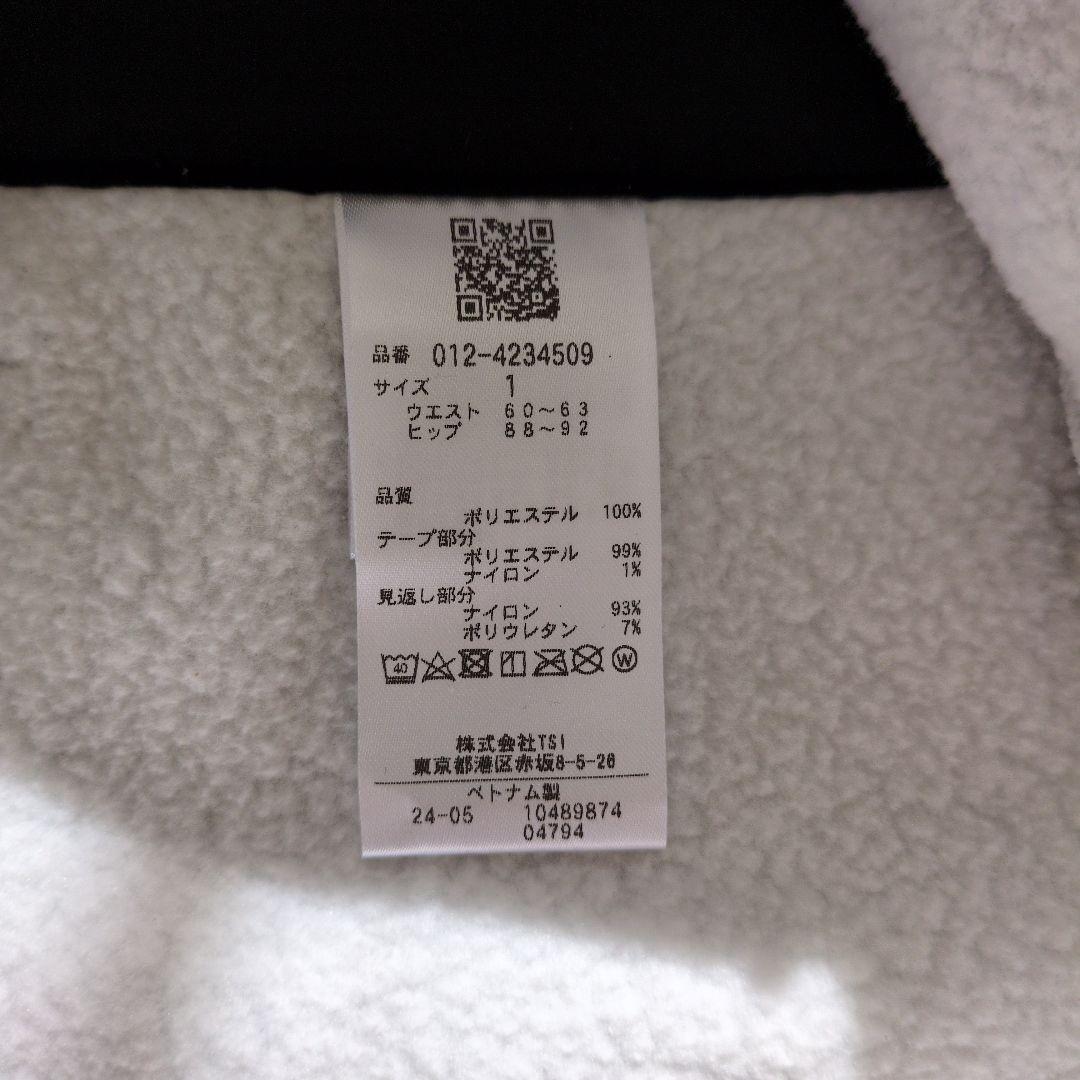 品番 012-4234509
サイズ 1
ウエスト 60～63
ヒップ 88～92
品質
ポリエステル 100%
テープ部分
ポリエステル 99%
ナイロン 1%
見返し部分
ナイロン 93%
ポリウレタン 7%
40 W
株式会社TSI
東京都港区赤坂8-5-26
ベトナム製
24-05 10489874
04794